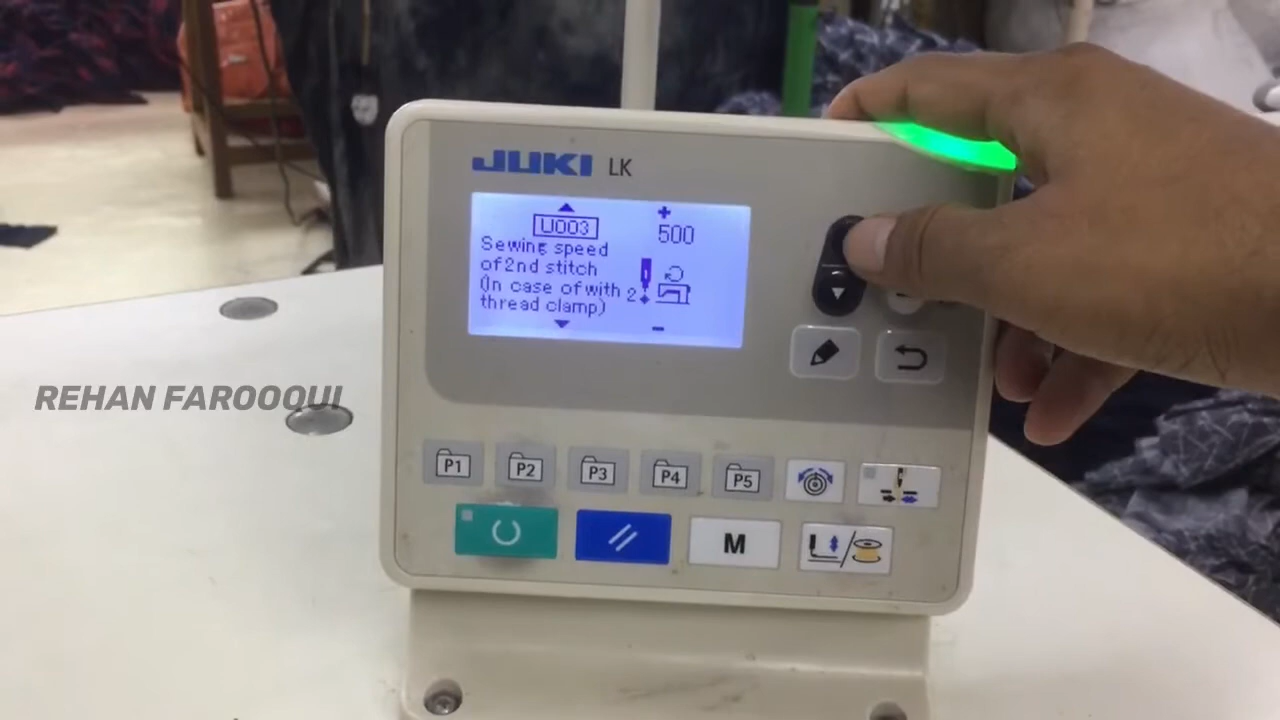 JUKI LK
U003
+
500
Sewing speed
of 2nd stitch
(In case of with
thread clamp)
2
-
REHAN FAROOQUI
P1 P2 P3 P4 P5
M